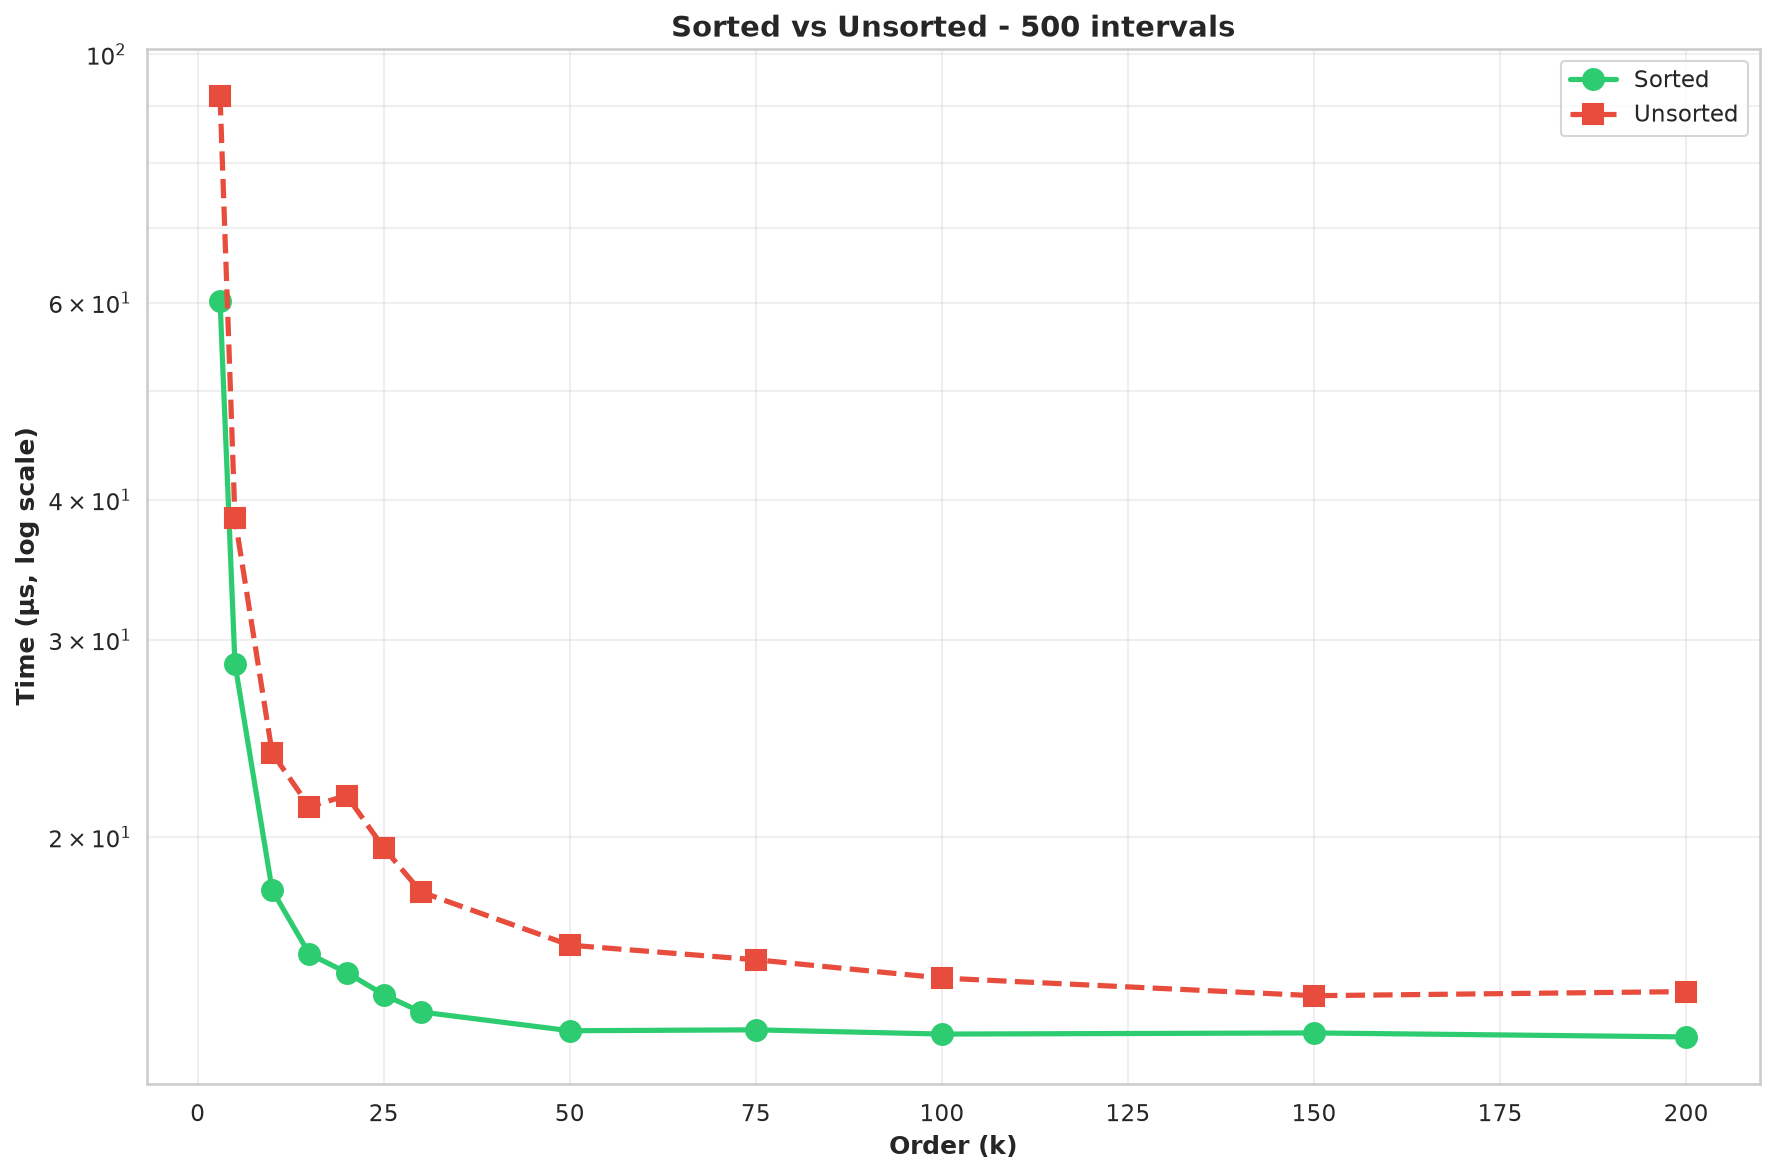 Sorted vs Unsorted - 500 intervals
Sorted
Unsorted
Time (µs, log scale)
10²
6 × 10¹
4 × 10¹
3 × 10¹
2 × 10¹
0 25 50 75 100 125 150 175 200
Order (k)